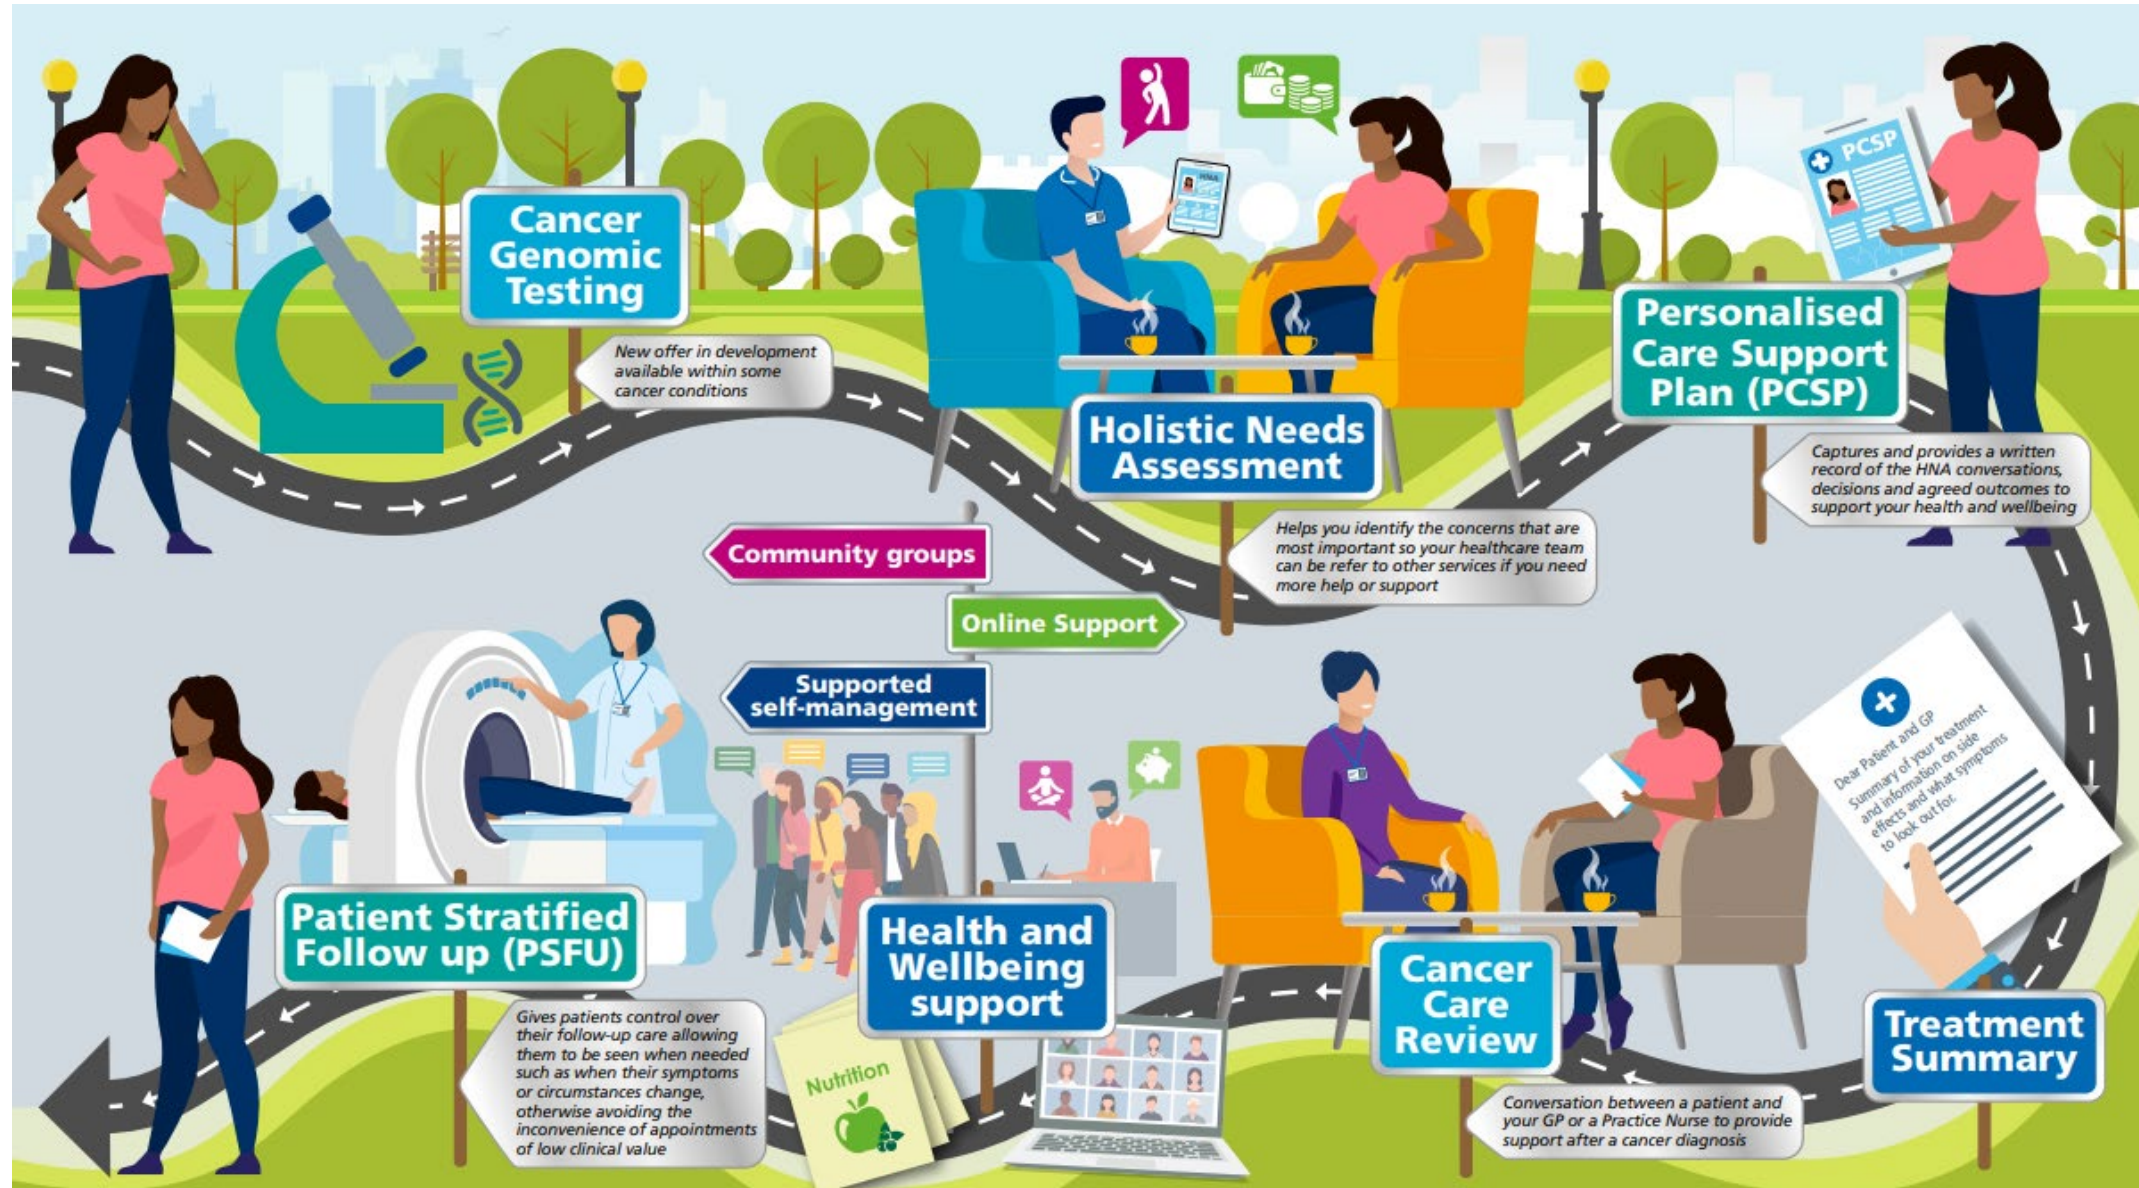 Cancer
Genomic
Testing
New offer in development
available within some
cancer conditions
HNA
Holistic Needs
Assessment
Helps you identify the concerns that are
most important so your healthcare team
can be refer to other services if you need
more help or support
PCSP
Personalised
Care Support
Plan (PCSP)
Captures and provides a written
record of the HNA conversations,
decisions and agreed outcomes to
support your health and wellbeing
Community groups
Online Support
Supported
self-management
Dear Patient and GP
Summary of your treatment
and information on side
effects and what symptoms
to look out for.
Treatment
Summary
Cancer
Care
Review
Conversation between a patient and
your GP or a Practice Nurse to provide
support after a cancer diagnosis
Health and
Wellbeing
support
Nutrition
Patient Stratified
Follow up (PSFU)
Gives patients control over
their follow-up care allowing
them to be seen when needed
such as when their symptoms
or circumstances change,
otherwise avoiding the
inconvenience of appointments
of low clinical value